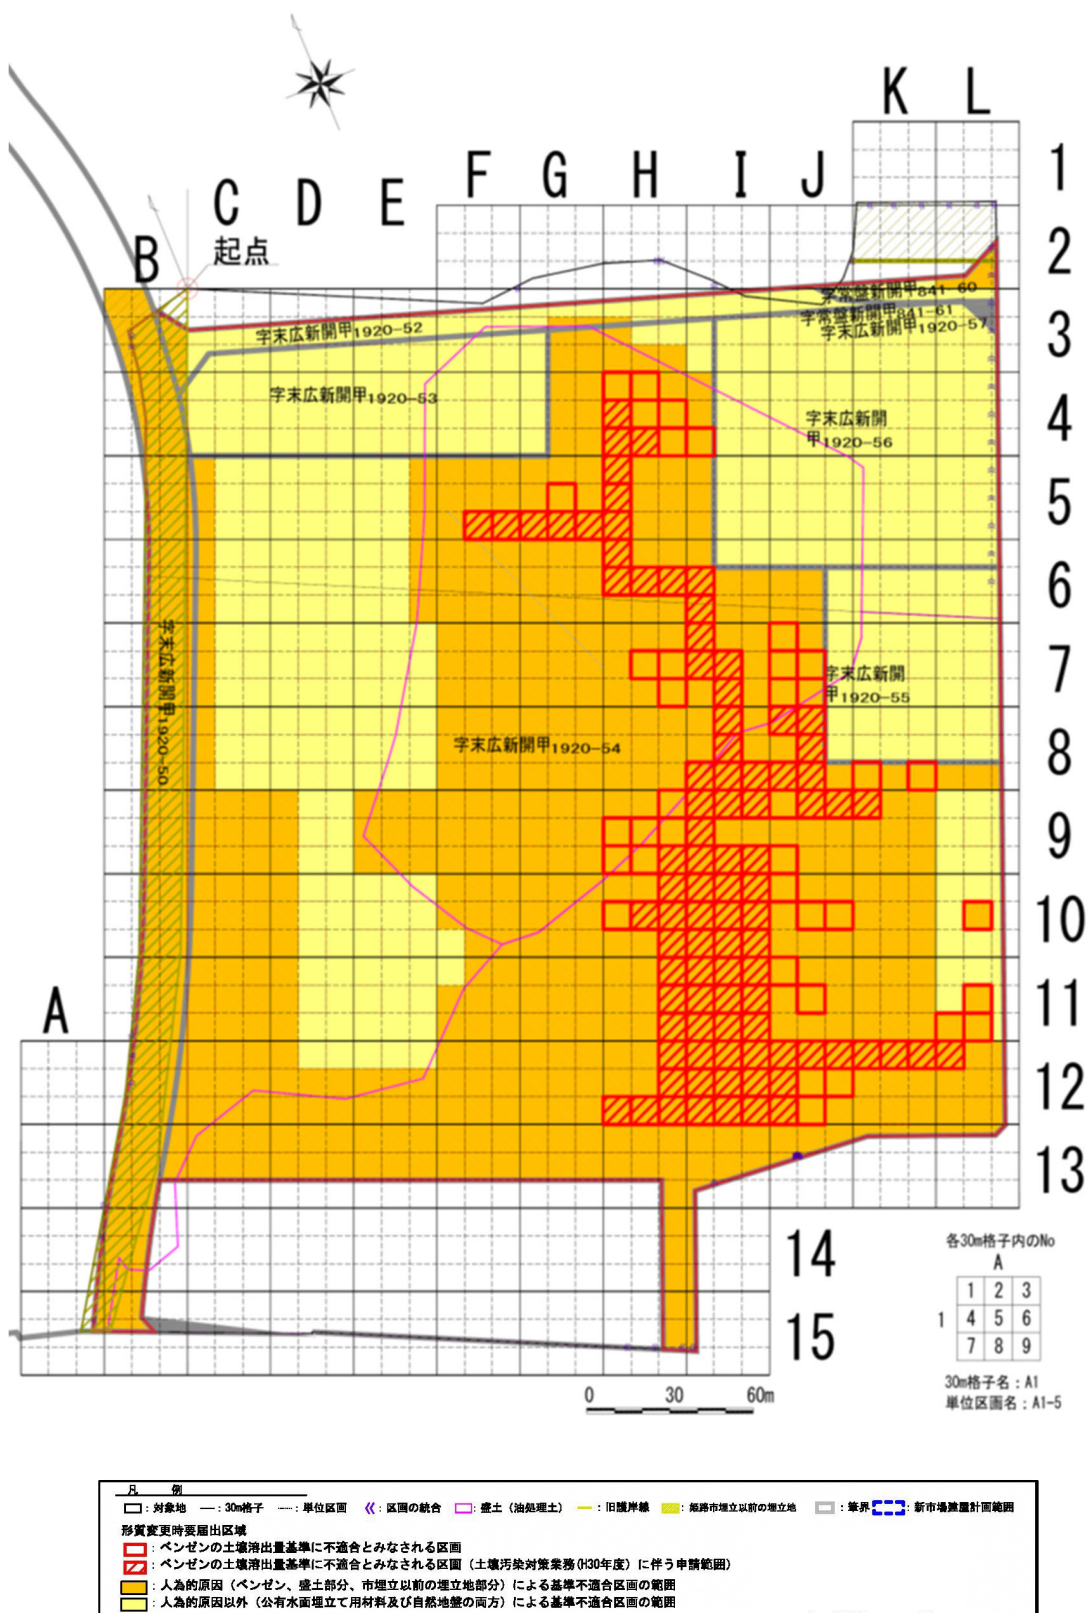 K L
F G H I J
C D E
B
起点
A
1
2
3
4
5
6
7
8
9
10
11
12
13
14
15
字常盤新開甲841-60
字常盤新開甲841-61
字末広新開甲1920-57
字末広新開甲1920-52
字末広新開甲1920-53
字末広新開
甲1920-56
字末広新開甲1920-50
字末広新開
甲1920-55
字末広新開甲1920-54
各30m格子内のNo
A
1 2 3
1 4 5 6
7 8 9
30m格子名：A1
単位区画名：A1-5
0 30 60m
凡 例
：対象地 ：30m格子 ：単位区画 ：区画の統合 ：盛土（油処理土） ：旧護岸線 ：姫路市埋立以前の埋立地 ：筆界 ：新市場建屋計画範囲
形質変更時要届出区域
：ベンゼンの土壌溶出量基準に不適合とみなされる区画
：ベンゼンの土壌溶出量基準に不適合とみなされる区画（土壌汚染対策業務(H30年度)に伴う申請範囲）
：人為的原因（ベンゼン、盛土部分、市埋立以前の埋立地部分）による基準不適合区画の範囲
：人為的原因以外（公有水面埋立て用材料及び自然地盤の両方）による基準不適合区画の範囲